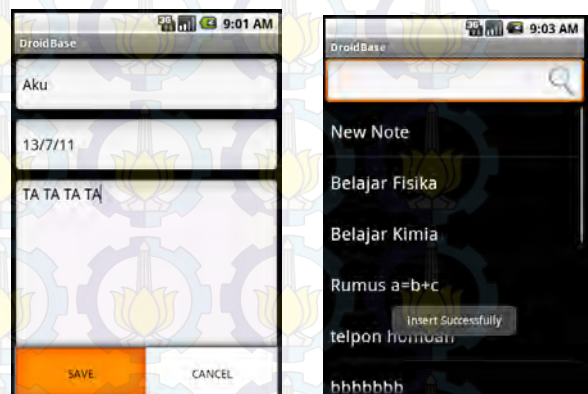 9:01 AM
DroidBase
Aku
13/7/11
TA TA TA TA
SAVE
CANCEL
9:03 AM
DroidBase
New Note
Belajar Fisika
Belajar Kimia
Rumus a=b+c
Insert Successfully
telpon
bbbbbbb